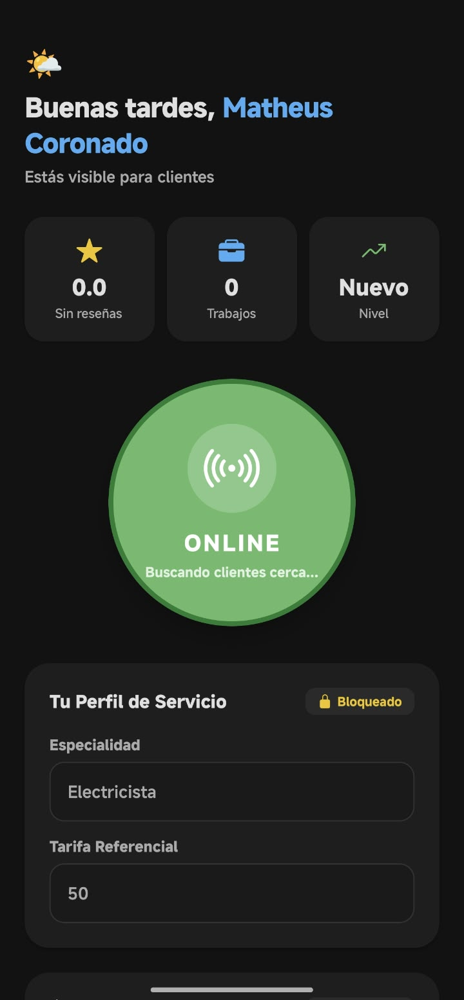 Buenas tardes, Matheus
Coronado
Estás visible para clientes
0.0
Sin reseñas
0
Trabajos
Nuevo
Nivel
ONLINE
Buscando clientes cerca...
Tu Perfil de Servicio
Bloqueado
Especialidad
Electricista
Tarifa Referencial
50